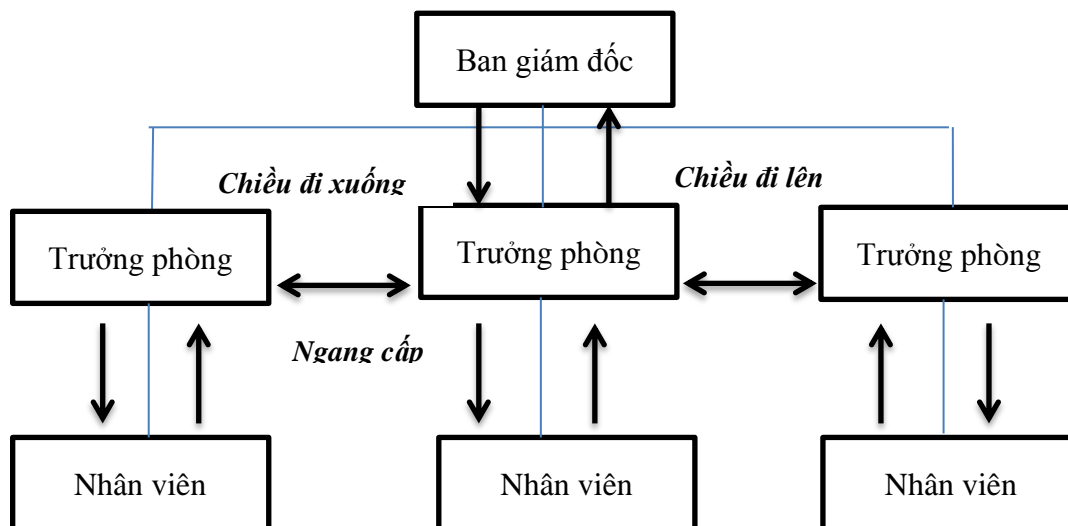 Ban giám đốc
Chiều đi xuống
Chiều đi lên
Trưởng phòng
Trưởng phòng
Trưởng phòng
Ngang cấp
Nhân viên
Nhân viên
Nhân viên